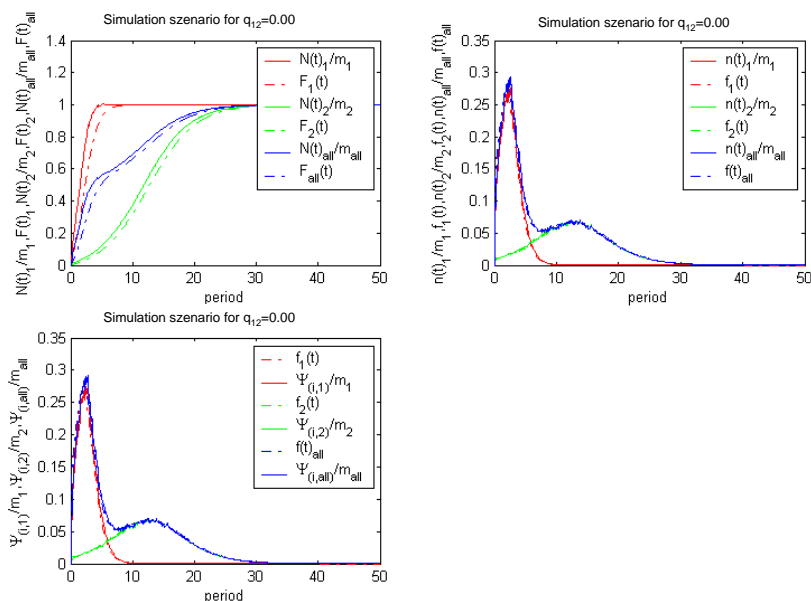 Simulation szenario for q12=0.00
N(t)1/m1,F(t)1,N(t)2/m2,F(t)2,N(t)all/mall,F(t)all
1.4
1.2
1
0.8
0.6
0.4
0.2
0
0 10 20 30 40 50
period
N(t)1/m1
F1(t)
N(t)2/m2
F2(t)
N(t)all/mall
Fall(t)
Simulation szenario for q12=0.00
n(t)1/m1,f1(t),n(t)2/m2,f2(t),n(t)all/mall,f(t)all
0.35
0.3
0.25
0.2
0.15
0.1
0.05
0
0 10 20 30 40 50
period
n(t)1/m1
f1(t)
n(t)2/m2
f2(t)
n(t)all/mall
f(t)all
Simulation szenario for q12=0.00
Ψ(i,1)/m1,Ψ(i,2)/m2,Ψ(i,all)/mall
0.35
0.3
0.25
0.2
0.15
0.1
0.05
0
0 10 20 30 40 50
period
f1(t)
Ψ(i,1)/m1
f2(t)
Ψ(i,2)/m2
f(t)all
Ψ(i,all)/mall